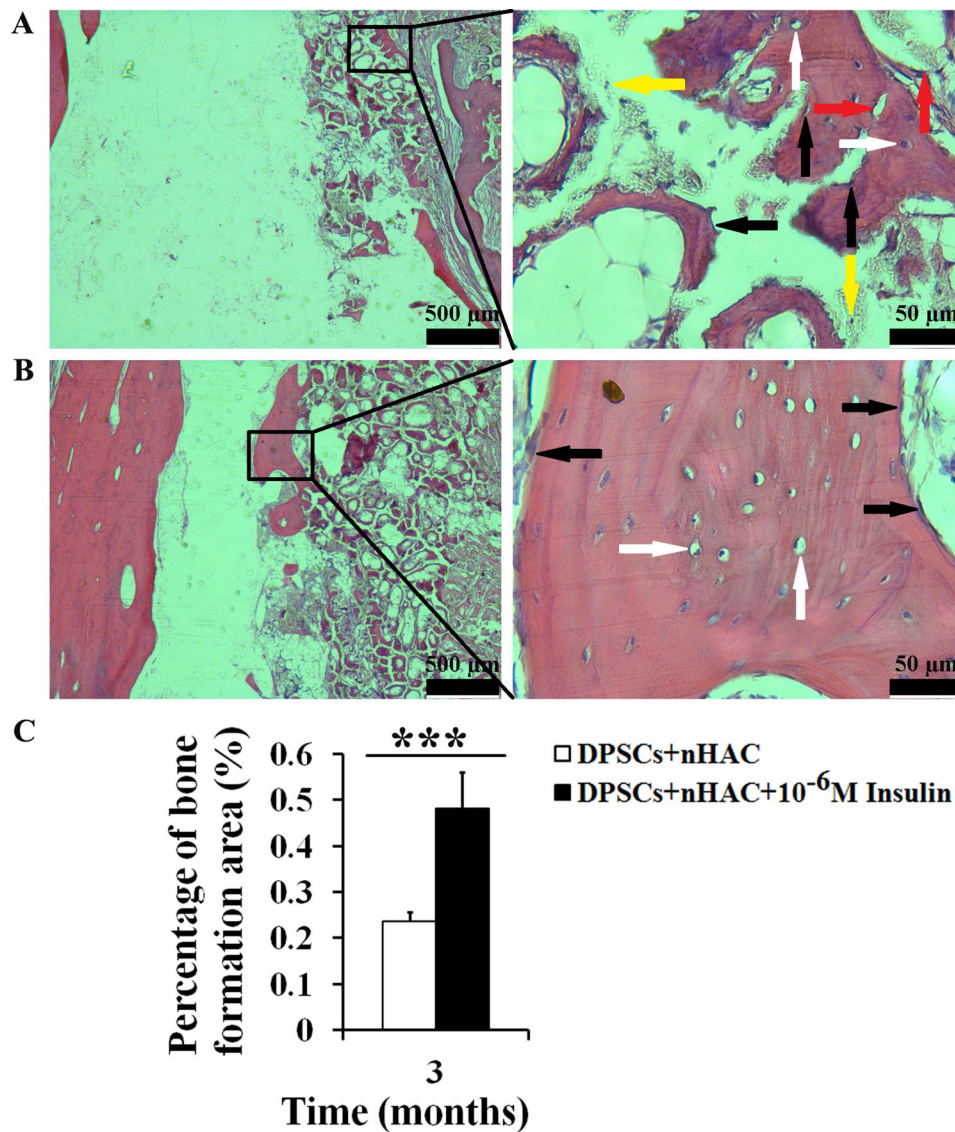 A
500 µm
50 µm
B
500 µm
50 µm
C
Percentage of bone
formation area (%)
0.6
0.5
0.4
0.3
0.2
0.1
0
***
3
Time (months)
DPSCs+nHAC
DPSCs+nHAC+10⁻⁶M Insulin